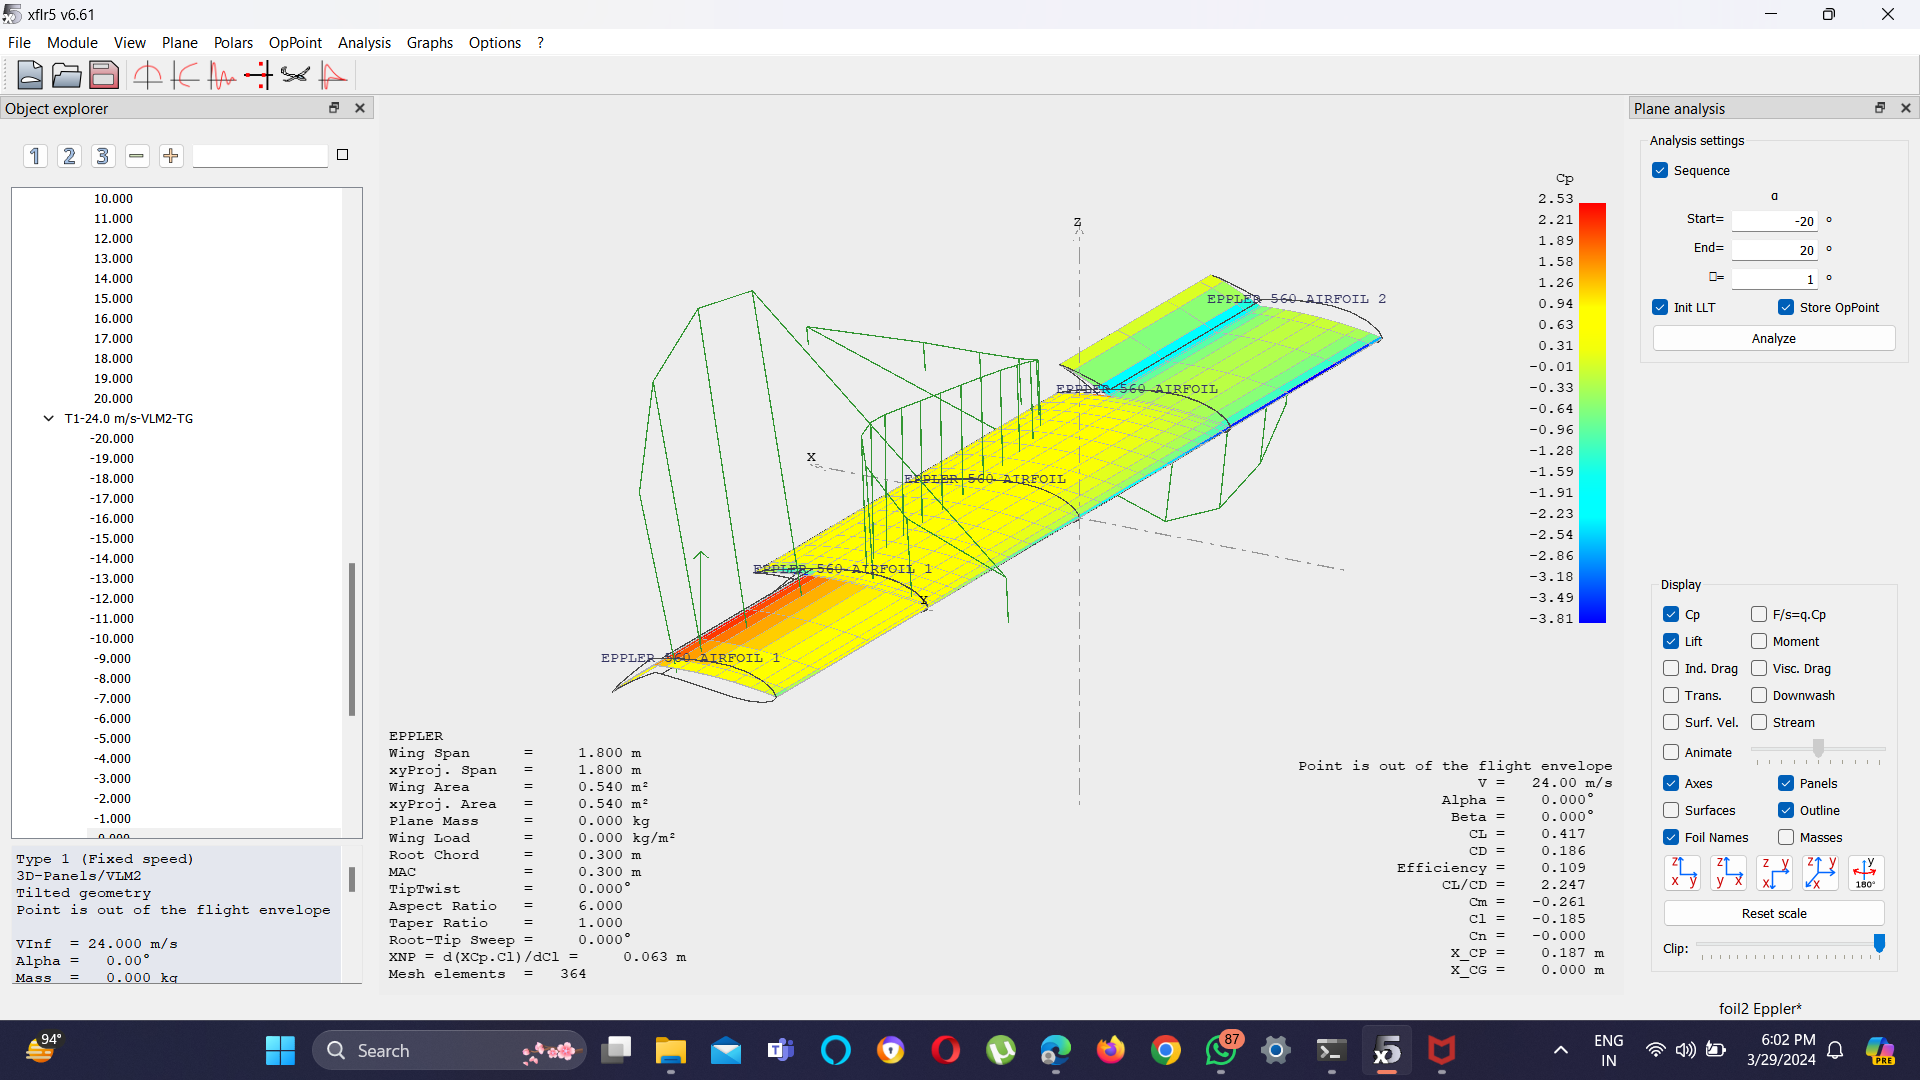 xflr5 v6.61
File Module View Plane Polars OpPoint Analysis Graphs Options ?
Object explorer
1 2 3
10.000
11.000
12.000
13.000
14.000
15.000
16.000
17.000
18.000
19.000
20.000
T1-24.0 m/s-VLM2-TG
-20.000
-19.000
-18.000
-17.000
-16.000
-15.000
-14.000
-13.000
-12.000
-11.000
-10.000
-9.000
-8.000
-7.000
-6.000
-5.000
-4.000
-3.000
-2.000
-1.000
0.000
Type 1 (Fixed speed)
3D-Panels/VLM2
Tilted geometry
Point is out of the flight envelope
VInf = 24.000 m/s
Alpha = 0.00°
Mass = 0.000 kg
Z
X
Y
EPPLER 560 AIRFOIL 2
EPPLER 560 AIRFOIL
EPPLER 560 AIRFOIL
EPPLER 560 AIRFOIL 1
EPPLER 560 AIRFOIL 1
Cp
2.53
2.21
1.89
1.58
1.26
0.94
0.63
0.31
-0.01
-0.33
-0.64
-0.96
-1.28
-1.59
-1.91
-2.23
-2.54
-2.86
-3.18
-3.49
-3.81
EPPLER
Wing Span = 1.800 m
xyProj. Span = 1.800 m
Wing Area = 0.540 m²
xyProj. Area = 0.540 m²
Plane Mass = 0.000 kg
Wing Load = 0.000 kg/m²
Root Chord = 0.300 m
MAC = 0.300 m
TipTwist = 0.000°
Aspect Ratio = 6.000
Taper Ratio = 1.000
Root-Tip Sweep = 0.000°
XNP = d(XCp.Cl)/dCl = 0.063 m
Mesh elements = 364
Point is out of the flight envelope
V = 24.00 m/s
Alpha = 0.000°
Beta = 0.000°
CL = 0.417
CD = 0.186
Efficiency = 0.109
CL/CD = 2.247
Cm = -0.261
Cl = -0.185
Cn = -0.000
X_CP = 0.187 m
X_CG = 0.000 m
Plane analysis
Analysis settings
Sequence
α
Start= -20 °
End= 20 °
□= 1 °
Init LLT Store OpPoint
Analyze
Display
Cp F/s=q.Cp
Lift Moment
Ind. Drag Visc. Drag
Trans. Downwash
Surf. Vel. Stream
Animate
Axes Panels
Surfaces Outline
Foil Names Masses
z x y z y x z y x z y x y 180°
Reset scale
Clip:
foil2 Eppler*
94°
Search
87
ENG
IN
6:02 PM
3/29/2024
PRE